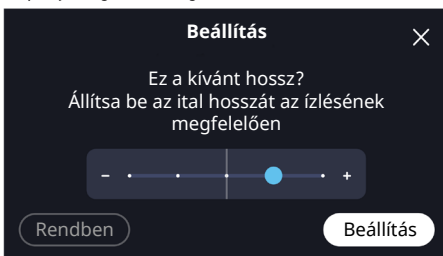 Beállítás
Ez a kívánt hossz?
Állítsa be az ital hosszát az ízlésének
megfelelően
- +
Rendben
Beállítás